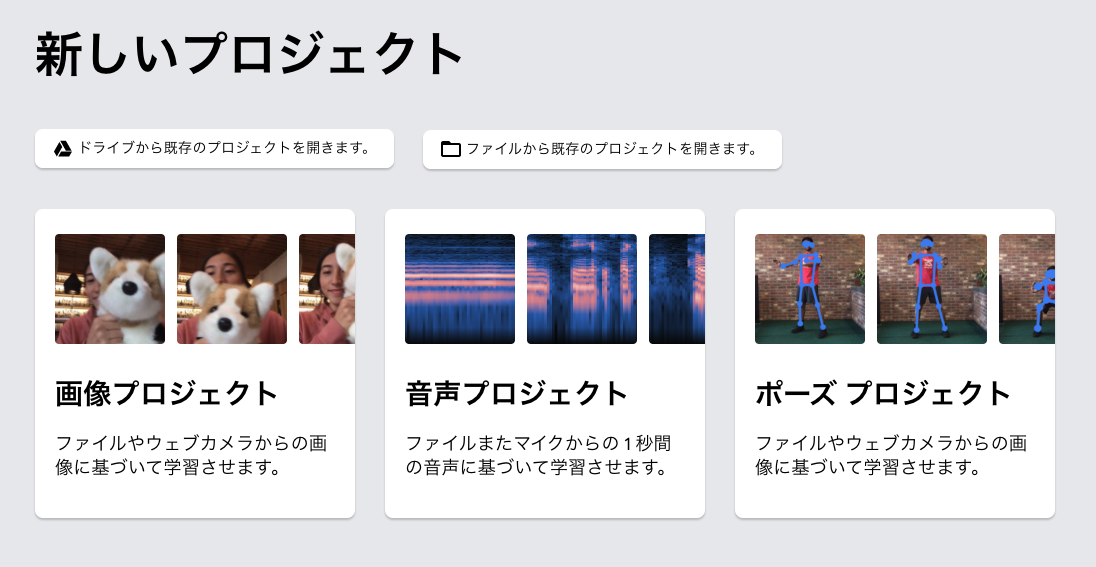 新しいプロジェクト
ドライブから既存のプロジェクトを開きます。
ファイルから既存のプロジェクトを開きます。
画像プロジェクト
ファイルやウェブカメラからの画
像に基づいて学習させます。
音声プロジェクト
ファイルまたマイクからの 1 秒間
の音声に基づいて学習させます。
ポーズ プロジェクト
ファイルやウェブカメラからの画
像に基づいて学習させます。